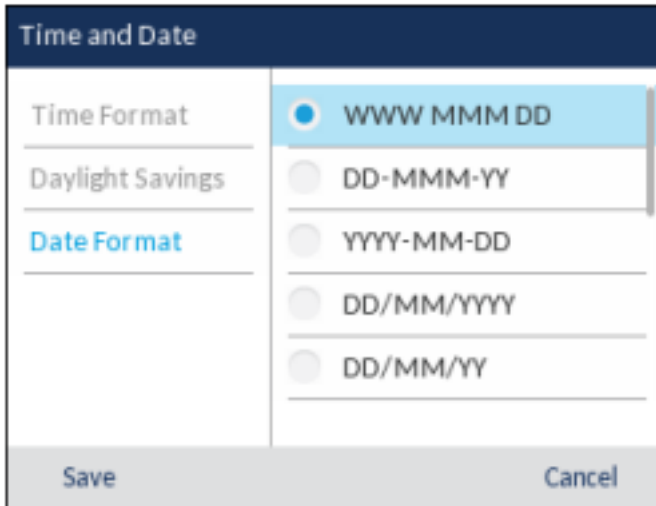 Time and Date
Time Format
Daylight Savings
Date Format
WWW MMM DD
DD-MMM-YY
YYYY-MM-DD
DD/MM/YYYY
DD/MM/YY
Save
Cancel